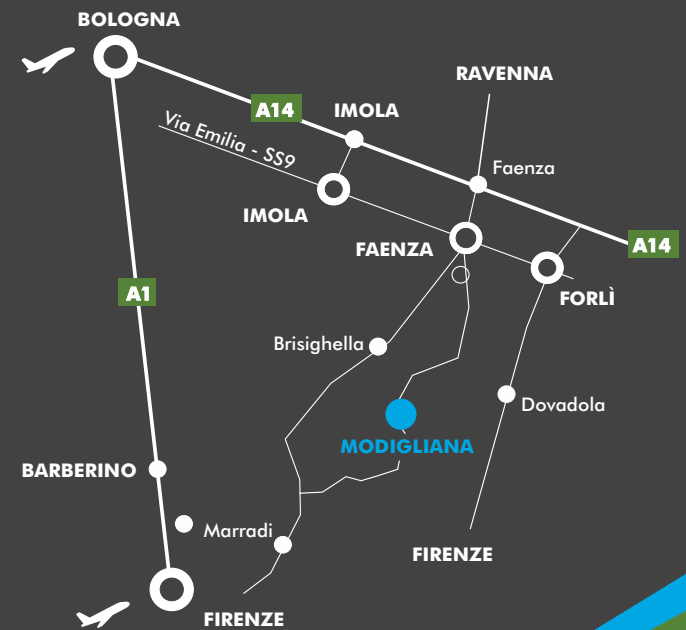 BOLOGNA
RAVENNA
A14
IMOLA
Via Emilia - SS9
Faenza
IMOLA
FAENZA
A14
A1
FORLÌ
Brisighella
Dovadola
MODIGLIANA
BARBERINO
Marradi
FIRENZE
FIRENZE